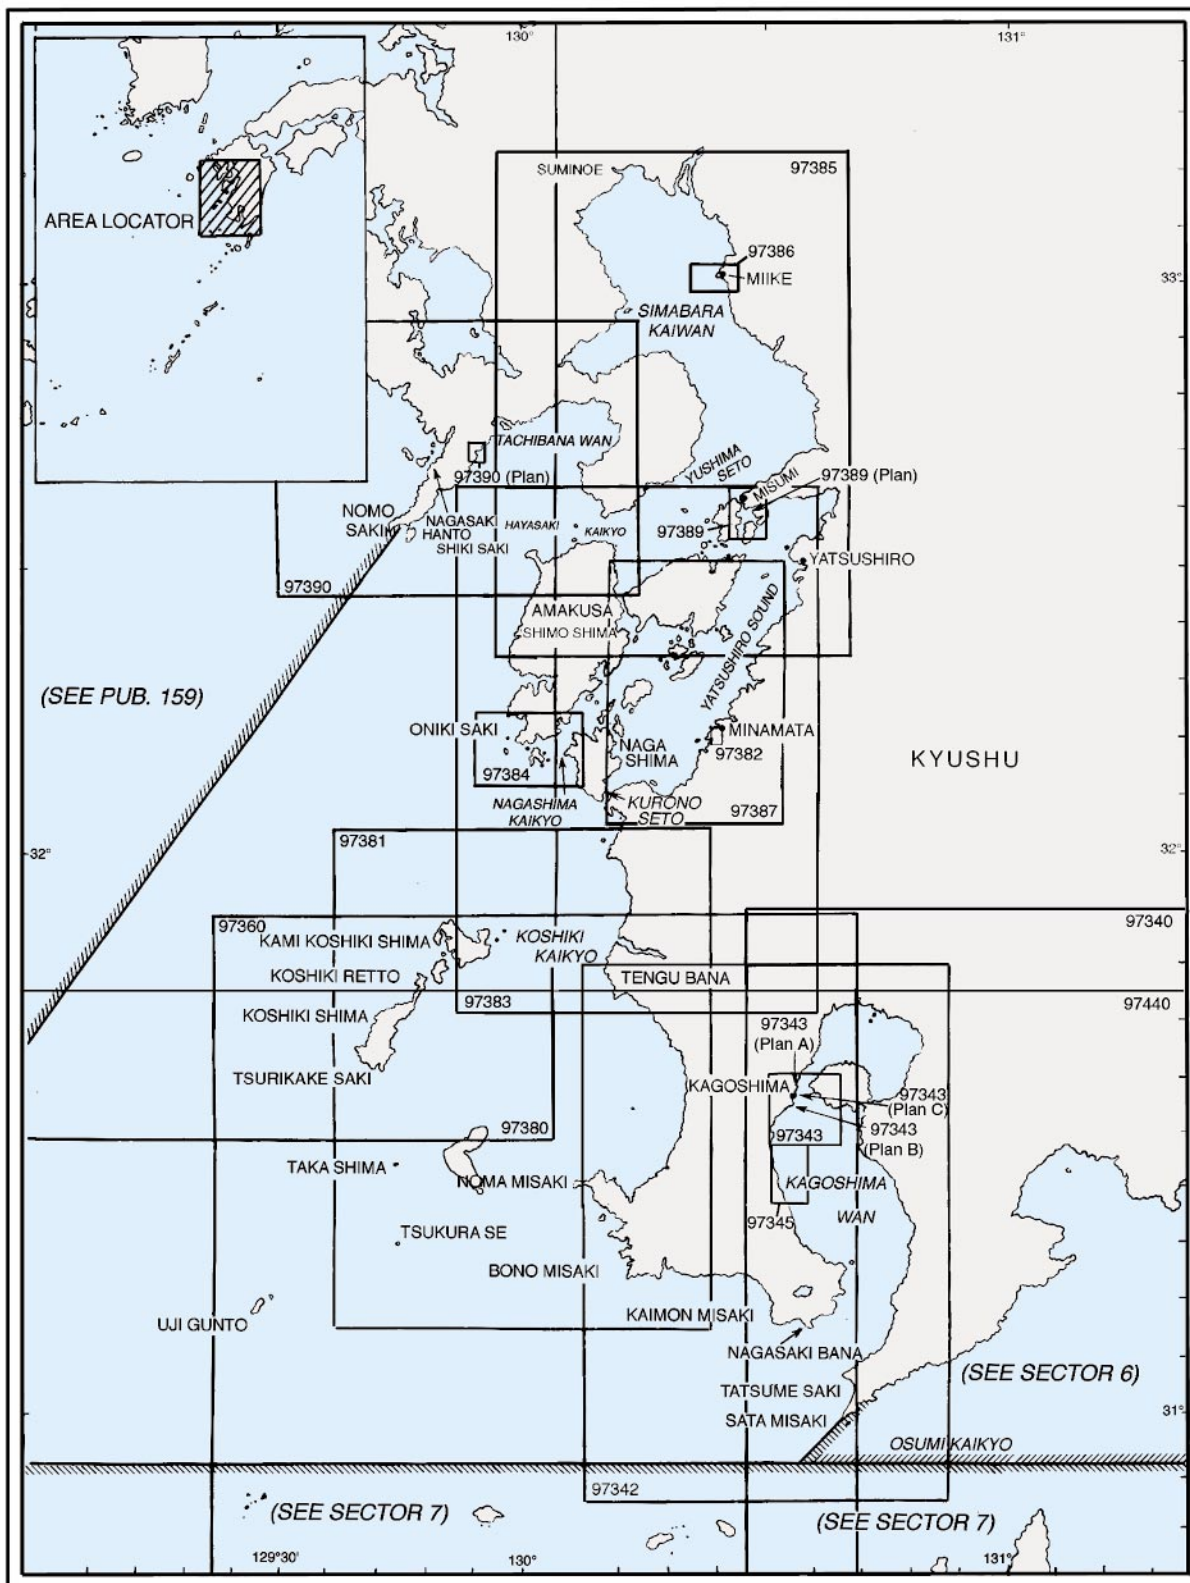 130°
131°
SUMINOE
97385
AREA LOCATOR
97386
MIIKE
33°
SIMABARA
KAIWAN
TACHIBANA WAN
97390 (Plan)
YUSHIMA
SETO
MISUMI
97389 (Plan)
NOMO
SAKI
NAGASAKI
HANTO
SHIKI SAKI
HAYASAKI
KAIKYO
97389
YATSUSHIRO
97390
AMAKUSA
SHIMO SHIMA
YATSUSHIRO SOUND
(SEE PUB. 159)
ONIKI SAKI
97384
NAGA
SHIMA
MINAMATA
97382
KYUSHU
NAGASHIMA
KAIKYO
KURONO
SETO
97387
32°
97381
32°
97360
KAMI KOSHIKI SHIMA
KOSHIKI
KAIKYO
97340
KOSHIKI RETTO
TENGU BANA
97383
97440
KOSHIKI SHIMA
97343
(Plan A)
TSURIKAKE SAKI
KAGOSHIMA
97343
(Plan C)
97380
97343
97343
(Plan B)
TAKA SHIMA
NOMA MISAKI
KAGOSHIMA
WAN
97345
TSUKURA SE
BONO MISAKI
UJI GUNTO
KAIMON MISAKI
NAGASAKI BANA
(SEE SECTOR 6)
TATSUME SAKI
SATA MISAKI
31°
OSUMI KAIKYO
97342
(SEE SECTOR 7)
(SEE SECTOR 7)
129°30'
130°
131°